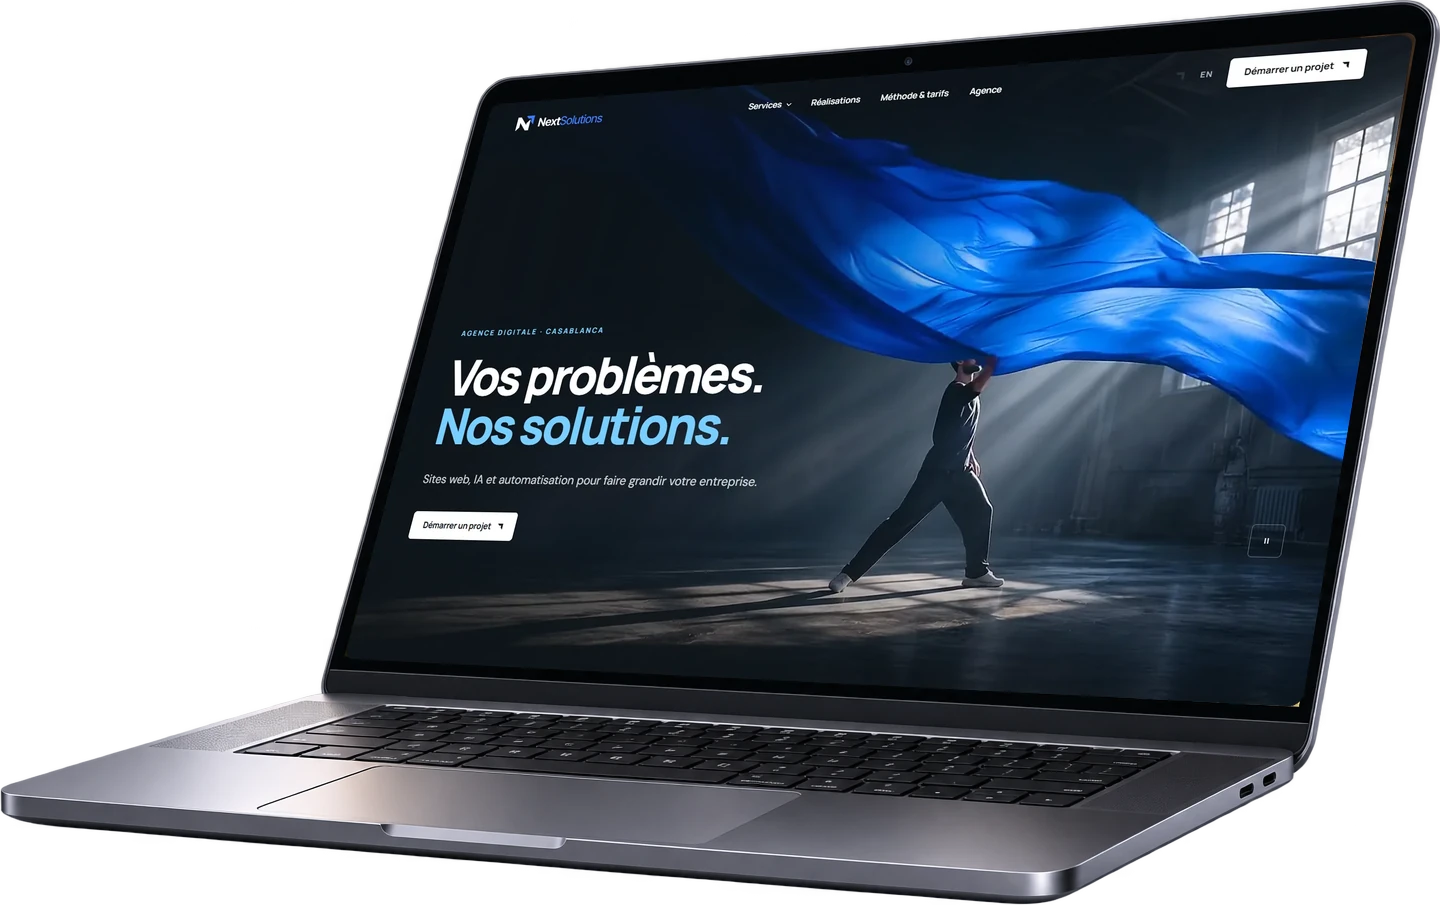 NextSolutions
Services
Réalisations
Méthode & tarifs
Agence
EN
Démarrer un projet
AGENCE DIGITALE · CASABLANCA
Vos problèmes.
Nos solutions.
Sites web, IA et automatisation pour faire grandir votre entreprise.
Démarrer un projet